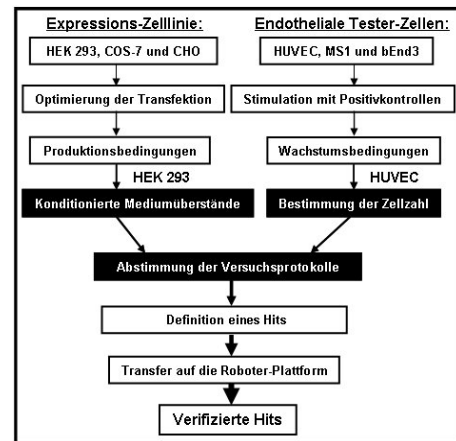 Expressions-Zelllinie:
Endotheliale Tester-Zellen:
HEK 293, COS-7 und CHO
HUVEC, MS1 und bEnd3
Optimierung der Transfektion
Stimulation mit Positivkontrollen
Produktionsbedingungen
Wachstumsbedingungen
HEK 293
HUVEC
Konditionierte Mediumüberstände
Bestimmung der Zellzahl
Abstimmung der Versuchsprotokolle
Definition eines Hits
Transfer auf die Roboter-Plattform
Verifizierte Hits